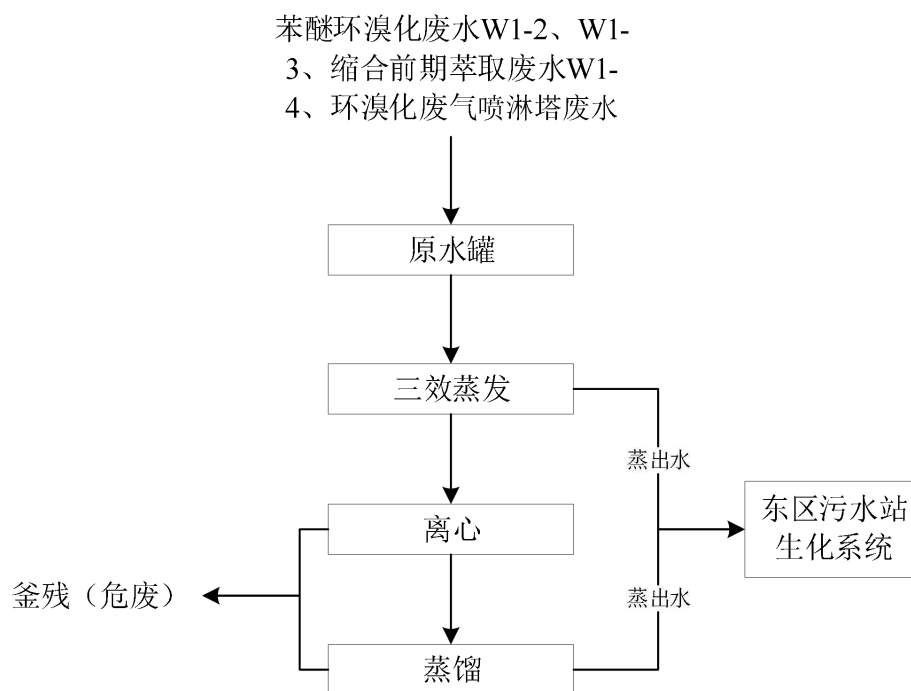 苯醚环溴化废水W1-2、W1-
3、缩合前期萃取废水W1-
4、环溴化废气喷淋塔废水
原水罐
三效蒸发
蒸出水
离心
东区污水站
生化系统
釜残（危废）
蒸出水
蒸馏